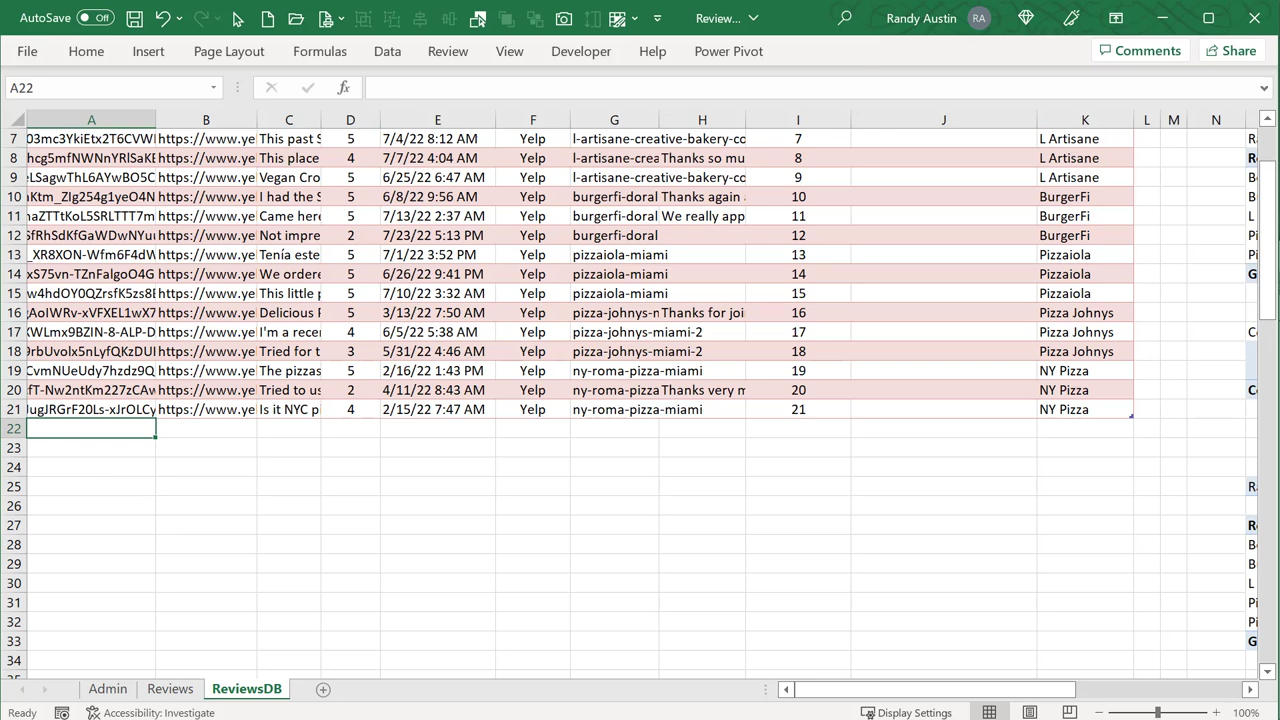 AutoSave Off Review... Randy Austin RA
File Home Insert Page Layout Formulas Data Review View Developer Help Power Pivot Comments Share
A22 fx
A B C D E F G H I J K L M N
7 03mc3YkiEtx2T6CVW https://www.ye This past S 5 7/4/22 8:12 AM Yelp l-artisane-creative-bakery-co 7 L Artisane
8 hcg5mfNWNnYRlSaKE https://www.ye This place 4 7/7/22 4:04 AM Yelp l-artisane-crea Thanks so mu 8 L Artisane
9 LSagwThL6AYwBO5C https://www.ye Vegan Cro 5 6/25/22 6:47 AM Yelp l-artisane-creative-bakery-co 9 L Artisane
10 Ktm_Zlg254g1yeO4N https://www.ye I had the S 5 6/8/22 9:56 AM Yelp burgerfi-doral Thanks again 10 BurgerFi
11 aZTTtKoL5SRLTTT7m https://www.ye Came here 5 7/13/22 2:37 AM Yelp burgerfi-doral We really app 11 BurgerFi
12 fRhSdKfGaWDwNYu https://www.ye Not impre 2 7/23/22 5:13 PM Yelp burgerfi-doral 12 BurgerFi
13 _XR8XON-Wfm6F4dW https://www.ye Tenía este 5 7/1/22 3:52 PM Yelp pizzaiola-miami 13 Pizzaiola
14 xS75vn-TZnFalgoO4G https://www.ye We ordere 5 6/26/22 9:41 PM Yelp pizzaiola-miami 14 Pizzaiola
15 w4hdOY0QZrsfK5zs8 https://www.ye This little p 5 7/10/22 3:32 AM Yelp pizzaiola-miami 15 Pizzaiola
16 AoIWRv-xVFXEL1wX7 https://www.ye Delicious F 5 3/13/22 7:50 AM Yelp pizza-johnys-n Thanks for joi 16 Pizza Johnys
17 WLmx9BZIN-8-ALP-D https://www.ye I'm a recer 4 6/5/22 5:38 AM Yelp pizza-johnys-miami-2 17 Pizza Johnys
18 9rbUvolx5nLyfQKzDU https://www.ye Tried for t 3 5/31/22 4:46 AM Yelp pizza-johnys-miami-2 18 Pizza Johnys
19 CvmNUeUdy7hzdz9Q https://www.ye The pizzas 5 2/16/22 1:43 PM Yelp ny-roma-pizza-miami 19 NY Pizza
20 fT-Nw2ntKm227zCA https://www.ye Tried to us 2 4/11/22 8:43 AM Yelp ny-roma-pizza Thanks very m 20 NY Pizza
21 ugJRGrF20Ls-xJrOLCy https://www.ye Is it NYC pi 4 2/15/22 7:47 AM Yelp ny-roma-pizza-miami 21 NY Pizza
22
23
24
25
26
27
28
29
30
31
32
33
34
Admin Reviews ReviewsDB
Ready Accessibility: Investigate Display Settings 100%